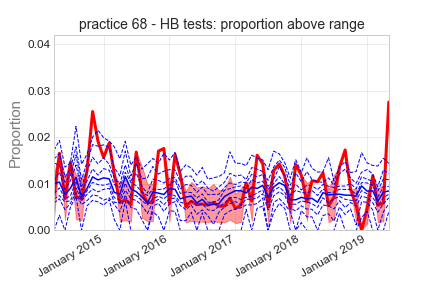 practice 68 - HB tests: proportion above range
Proportion
0.04
0.03
0.02
0.01
0.00
January 2015
January 2016
January 2017
January 2018
January 2019